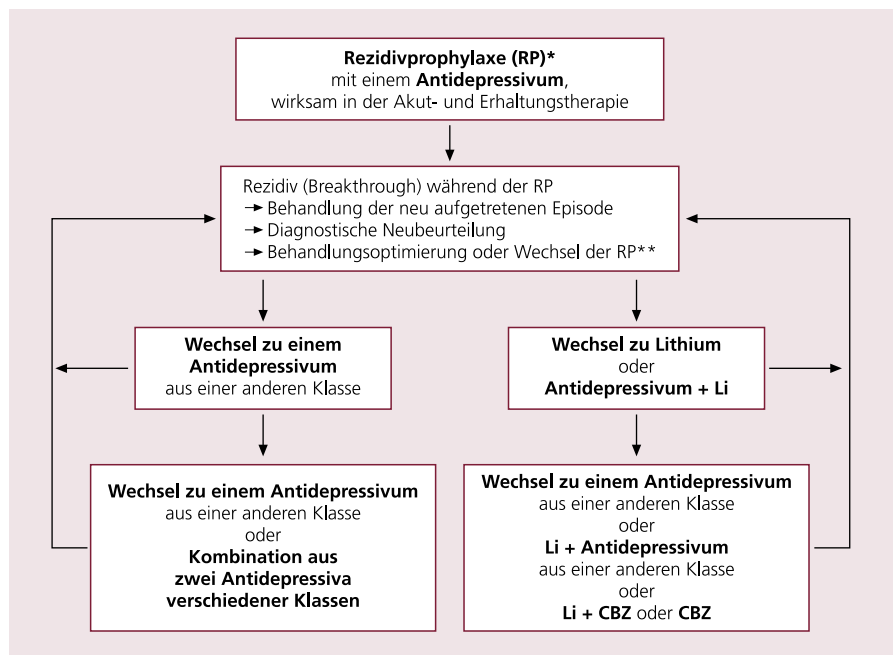 Rezidivprophylaxe (RP)*
mit einem Antidepressivum,
wirksam in der Akut- und Erhaltungstherapie
Rezidiv (Breakthrough) während der RP
→ Behandlung der neu aufgetretenen Episode
→ Diagnostische Neubeurteilung
→ Behandlungsoptimierung oder Wechsel der RP**
Wechsel zu einem
Antidepressivum
aus einer anderen Klasse
Wechsel zu Lithium
oder
Antidepressivum + Li
Wechsel zu einem Antidepressivum
aus einer anderen Klasse
oder
Kombination aus
zwei Antidepressiva
verschiedener Klassen
Wechsel zu einem Antidepressivum
aus einer anderen Klasse
oder
Li + Antidepressivum
aus einer anderen Klasse
oder
Li + CBZ oder CBZ